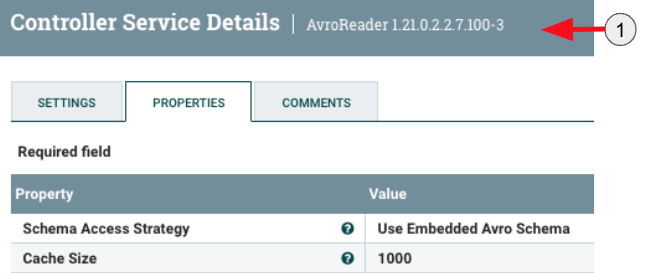 Controller Service Details | AvroReader 1.21.0.2.2.7.100-3
1
SETTINGS PROPERTIES COMMENTS
Required field
Property Value
Schema Access Strategy ? Use Embedded Avro Schema
Cache Size ? 1000